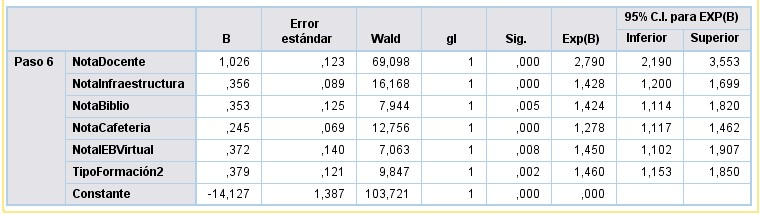 95% C.I. para EXP(B)
B Error estándar Wald gl Sig. Exp(B) Inferior Superior
Paso 6 NotaDocente 1,026 ,123 69,098 1 ,000 2,790 2,190 3,553
NotaInfraestructura ,356 ,089 16,168 1 ,000 1,428 1,200 1,699
NotaBiblio ,353 ,125 7,944 1 ,005 1,424 1,114 1,820
NotaCafeteria ,245 ,069 12,756 1 ,000 1,278 1,117 1,462
NotaIEBVirtual ,372 ,140 7,063 1 ,008 1,450 1,102 1,907
TipoFormación2 ,379 ,121 9,847 1 ,002 1,460 1,153 1,850
Constante -14,127 1,387 103,721 1 ,000 ,000